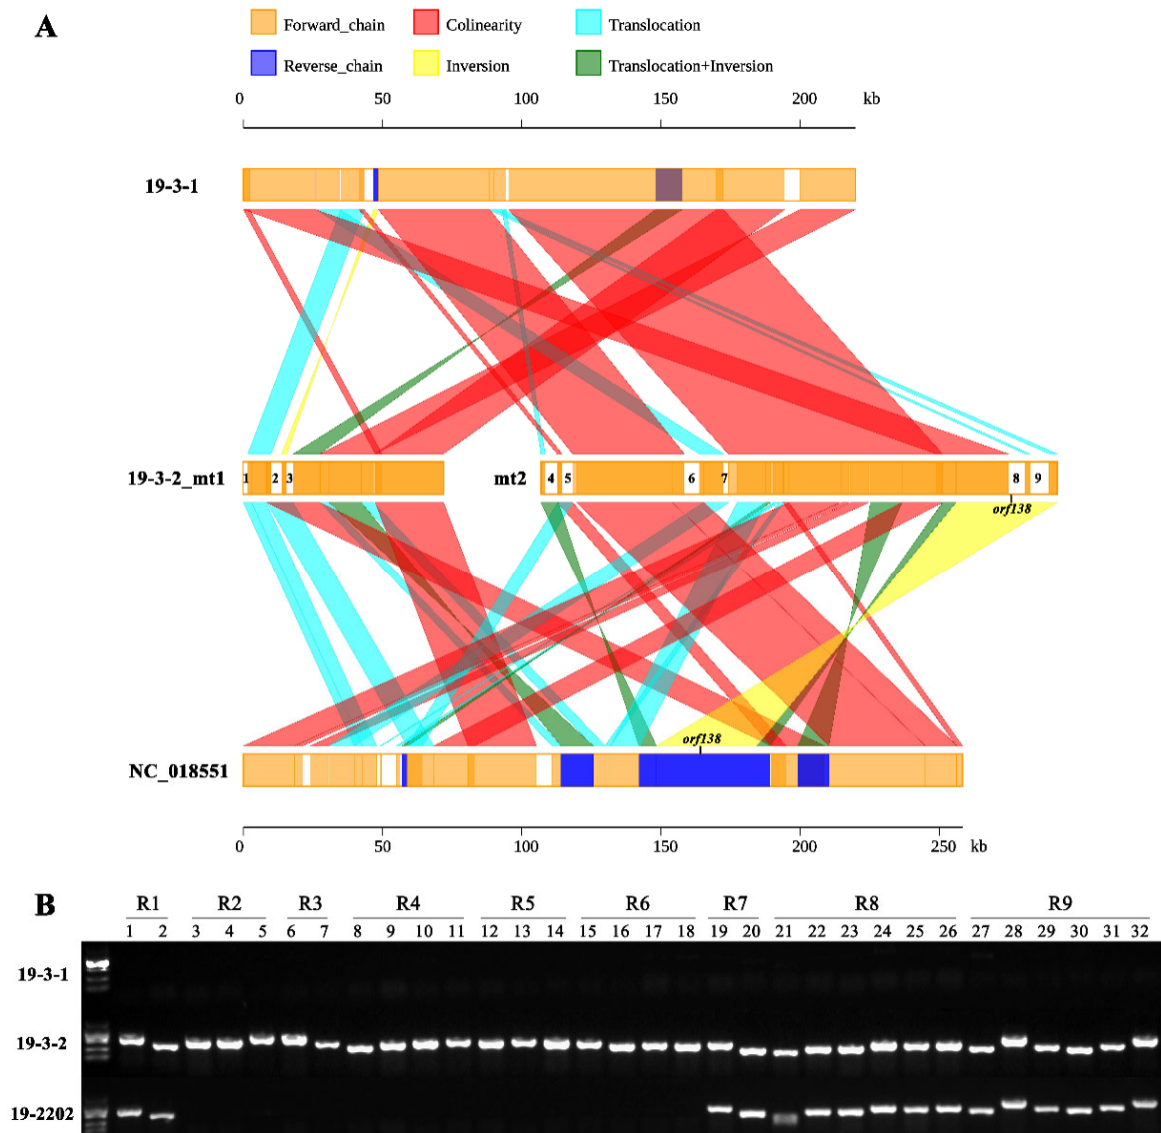 A
Forward_chain Colinearity Translocation
Reverse_chain Inversion Translocation+Inversion
0 50 100 150 200 kb
19-3-1
19-3-2_mt1 1 2 3 mt2 4 5 6 7 8 9
orf138
orf138
NC_018551
0 50 100 150 200 250 kb
B R1 R2 R3 R4 R5 R6 R7 R8 R9
1 2 3 4 5 6 7 8 9 10 11 12 13 14 15 16 17 18 19 20 21 22 23 24 25 26 27 28 29 30 31 32
19-3-1
19-3-2
19-2202